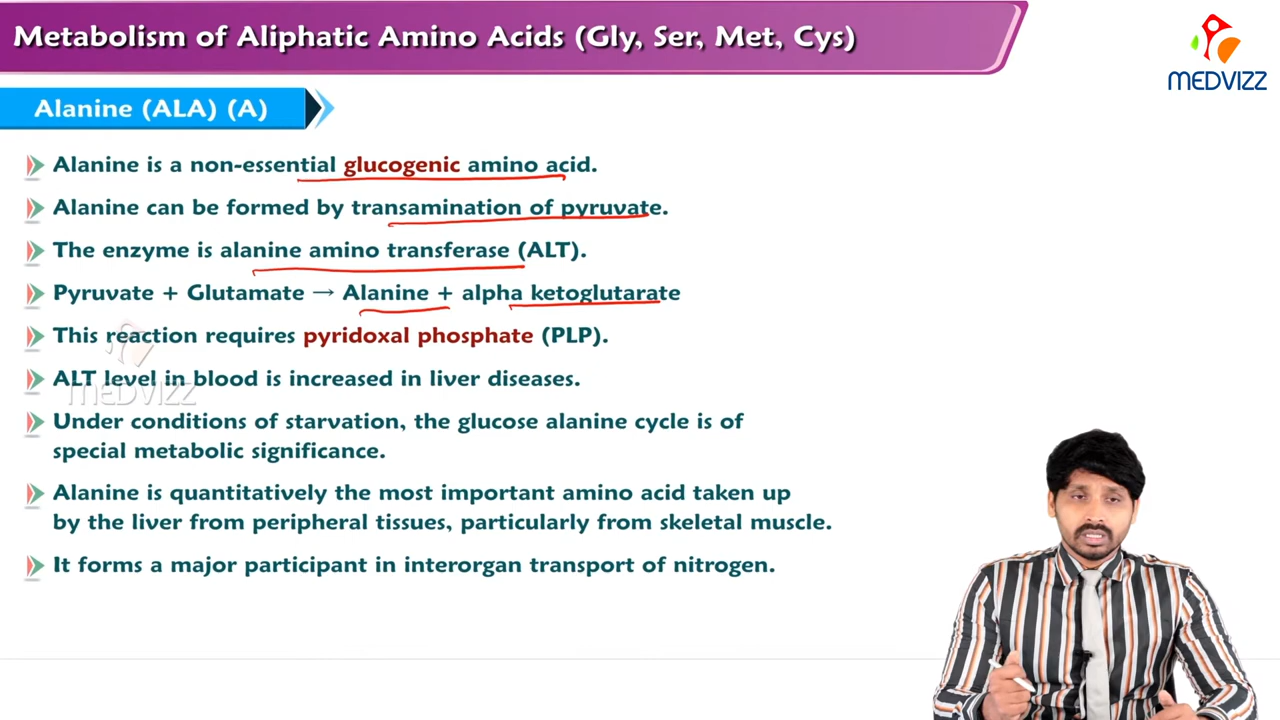 Metabolism of Aliphatic Amino Acids (Gly, Ser, Met, Cys)
MEDVIZZ
Alanine (ALA) (A)
Alanine is a non-essential glucogenic amino acid.
Alanine can be formed by transamination of pyruvate.
The enzyme is alanine amino transferase (ALT).
Pyruvate + Glutamate → Alanine + alpha ketoglutarate
This reaction requires pyridoxal phosphate (PLP).
ALT level in blood is increased in liver diseases.
MEDVIZZ
Under conditions of starvation, the glucose alanine cycle is of
special metabolic significance.
Alanine is quantitatively the most important amino acid taken up
by the liver from peripheral tissues, particularly from skeletal muscle.
It forms a major participant in interorgan transport of nitrogen.